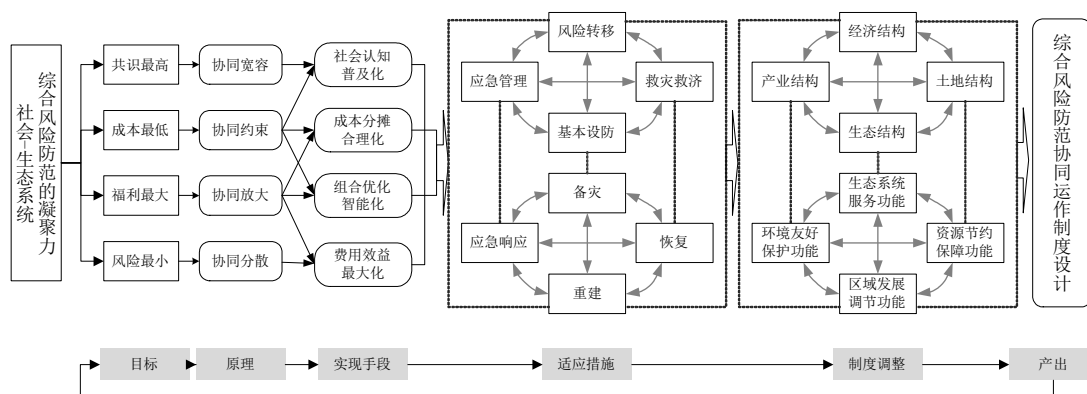 社会-生态系统
综合风险防范的凝聚力
共识最高
成本最低
福利最大
风险最小
协同宽容
协同约束
协同放大
协同分散
社会认知
普及化
成本分摊
合理化
组合优化
智能化
费用效益
最大化
风险转移
应急管理
救灾救济
基本设防
备灾
应急响应
恢复
重建
经济结构
产业结构
土地结构
生态结构
生态系统
服务功能
环境友好
保护功能
资源节约
保障功能
区域发展
调节功能
综合风险防范协同运作制度设计
目标
原理
实现手段
适应措施
制度调整
产出